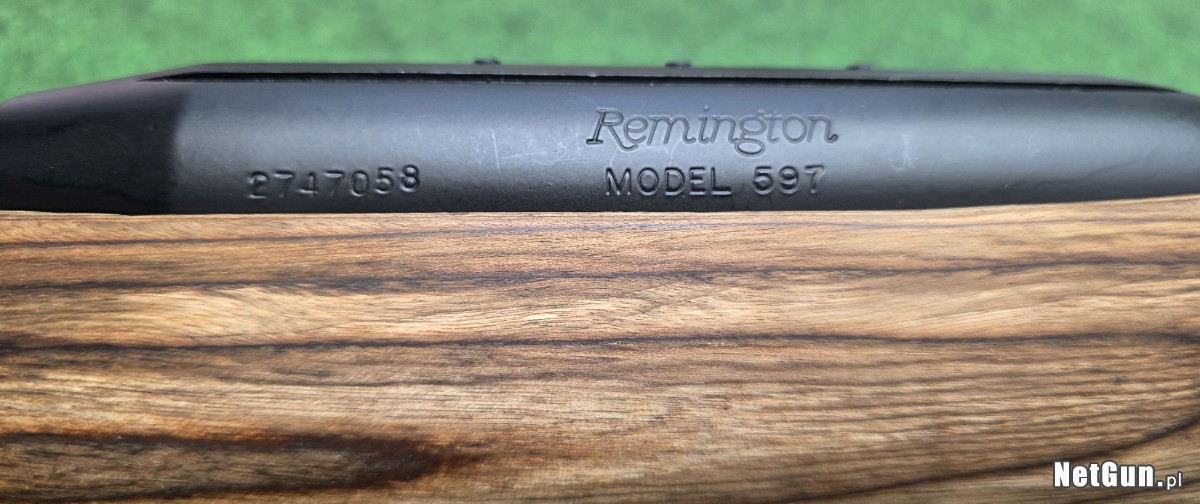 Remington
2747058
MODEL 597
NetGun.pl